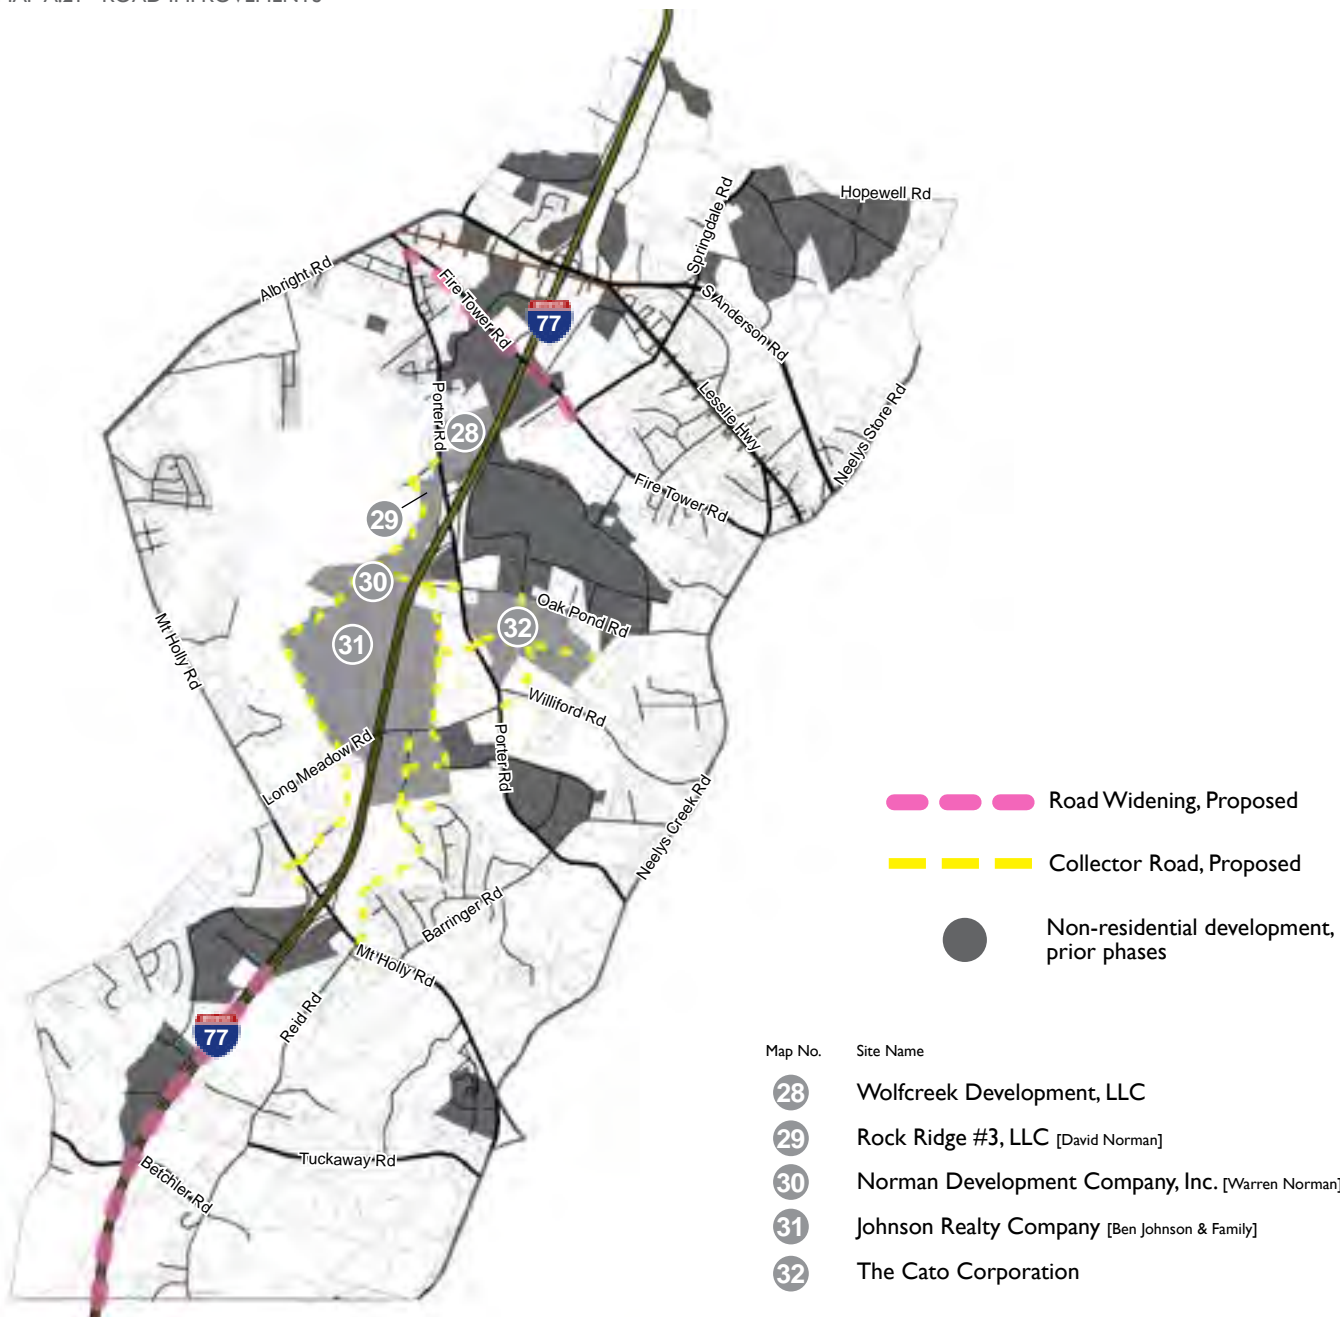 ROAD IMPROVEMENTS
Hopewell Rd
Springdale Rd
Albright Rd
Fire Tower Rd
77
S Anderson Rd
Porter Rd
Lesslie Hwy
Neelys Store Rd
28
Fire Tower Rd
29
30
Oak Pond Rd
32
31
Mt Holly Rd
Williford Rd
Long Meadow Rd
Porter Rd
Neelys Creek Rd
Barringer Rd
Mt Holly Rd
Reid Rd
77
Tuckaway Rd
Betchler Rd
Road Widening, Proposed
Collector Road, Proposed
Non-residential development,
prior phases
Map No. Site Name
28 Wolfcreek Development, LLC
29 Rock Ridge #3, LLC [David Norman]
30 Norman Development Company, Inc. [Warren Norman]
31 Johnson Realty Company [Ben Johnson & Family]
32 The Cato Corporation